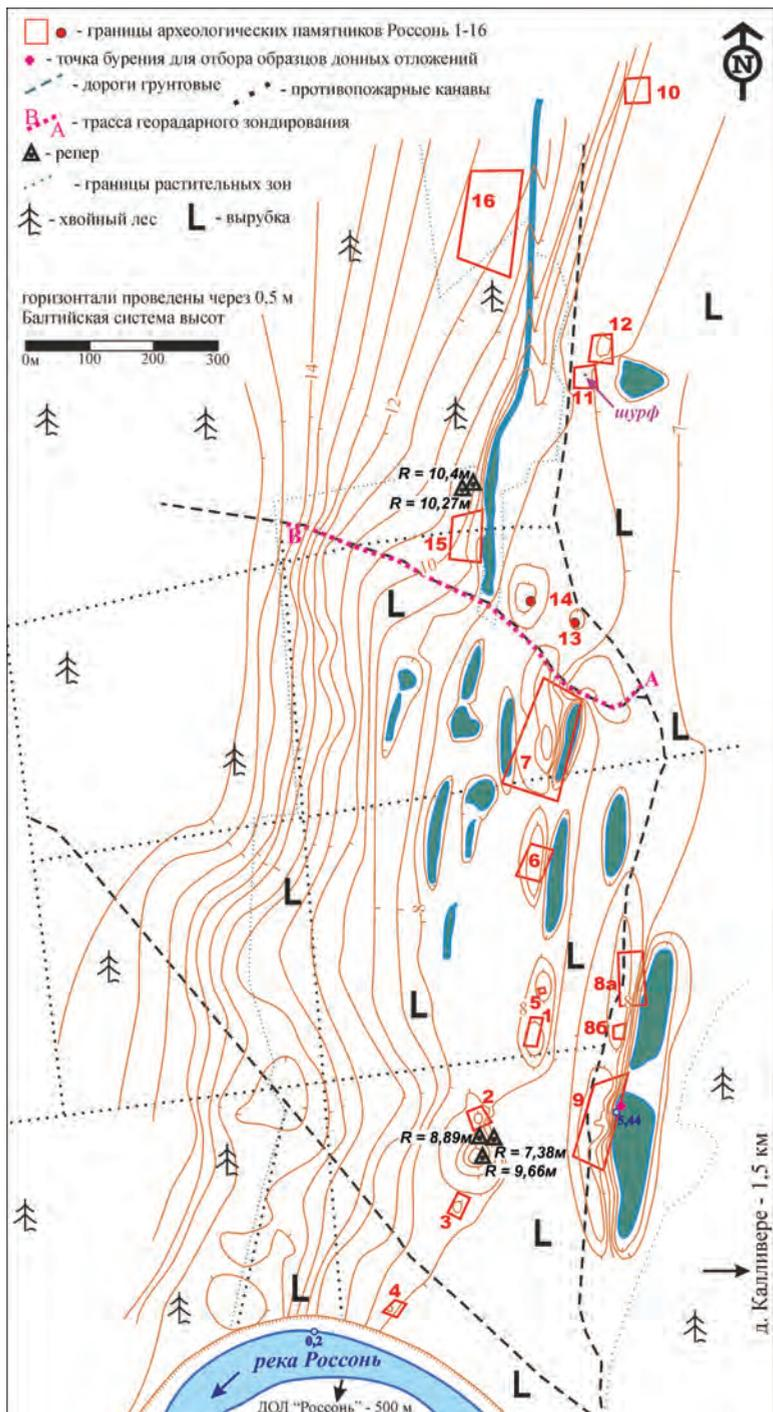 - границы археологических памятников Россонь 1-16
- точка бурения для отбора образцов донных отложений
- дороги грунтовые - противопожарные канавы
B A - трасса георадарного зондирования
- репер
- границы растительных зон
- хвойный лес L - вырубка
горизонтали проведены через 0,5 м
Балтийская система высот
0м 100 200 300
N
10
16
14
12
12
L
11
шурф
7
R = 10,4м
R = 10,27м
L
B
15
10
14
L
13
A
L
7
6
L
8
L
8а
5
8
1
L
8
8б
2
9
5,44
R = 8,89м
R = 7,38м
R = 9,66м
3
L
д. Калливере - 1,5 км
4
L
0,2
река Россонь
L
ДОЛ "Россонь" - 500 м